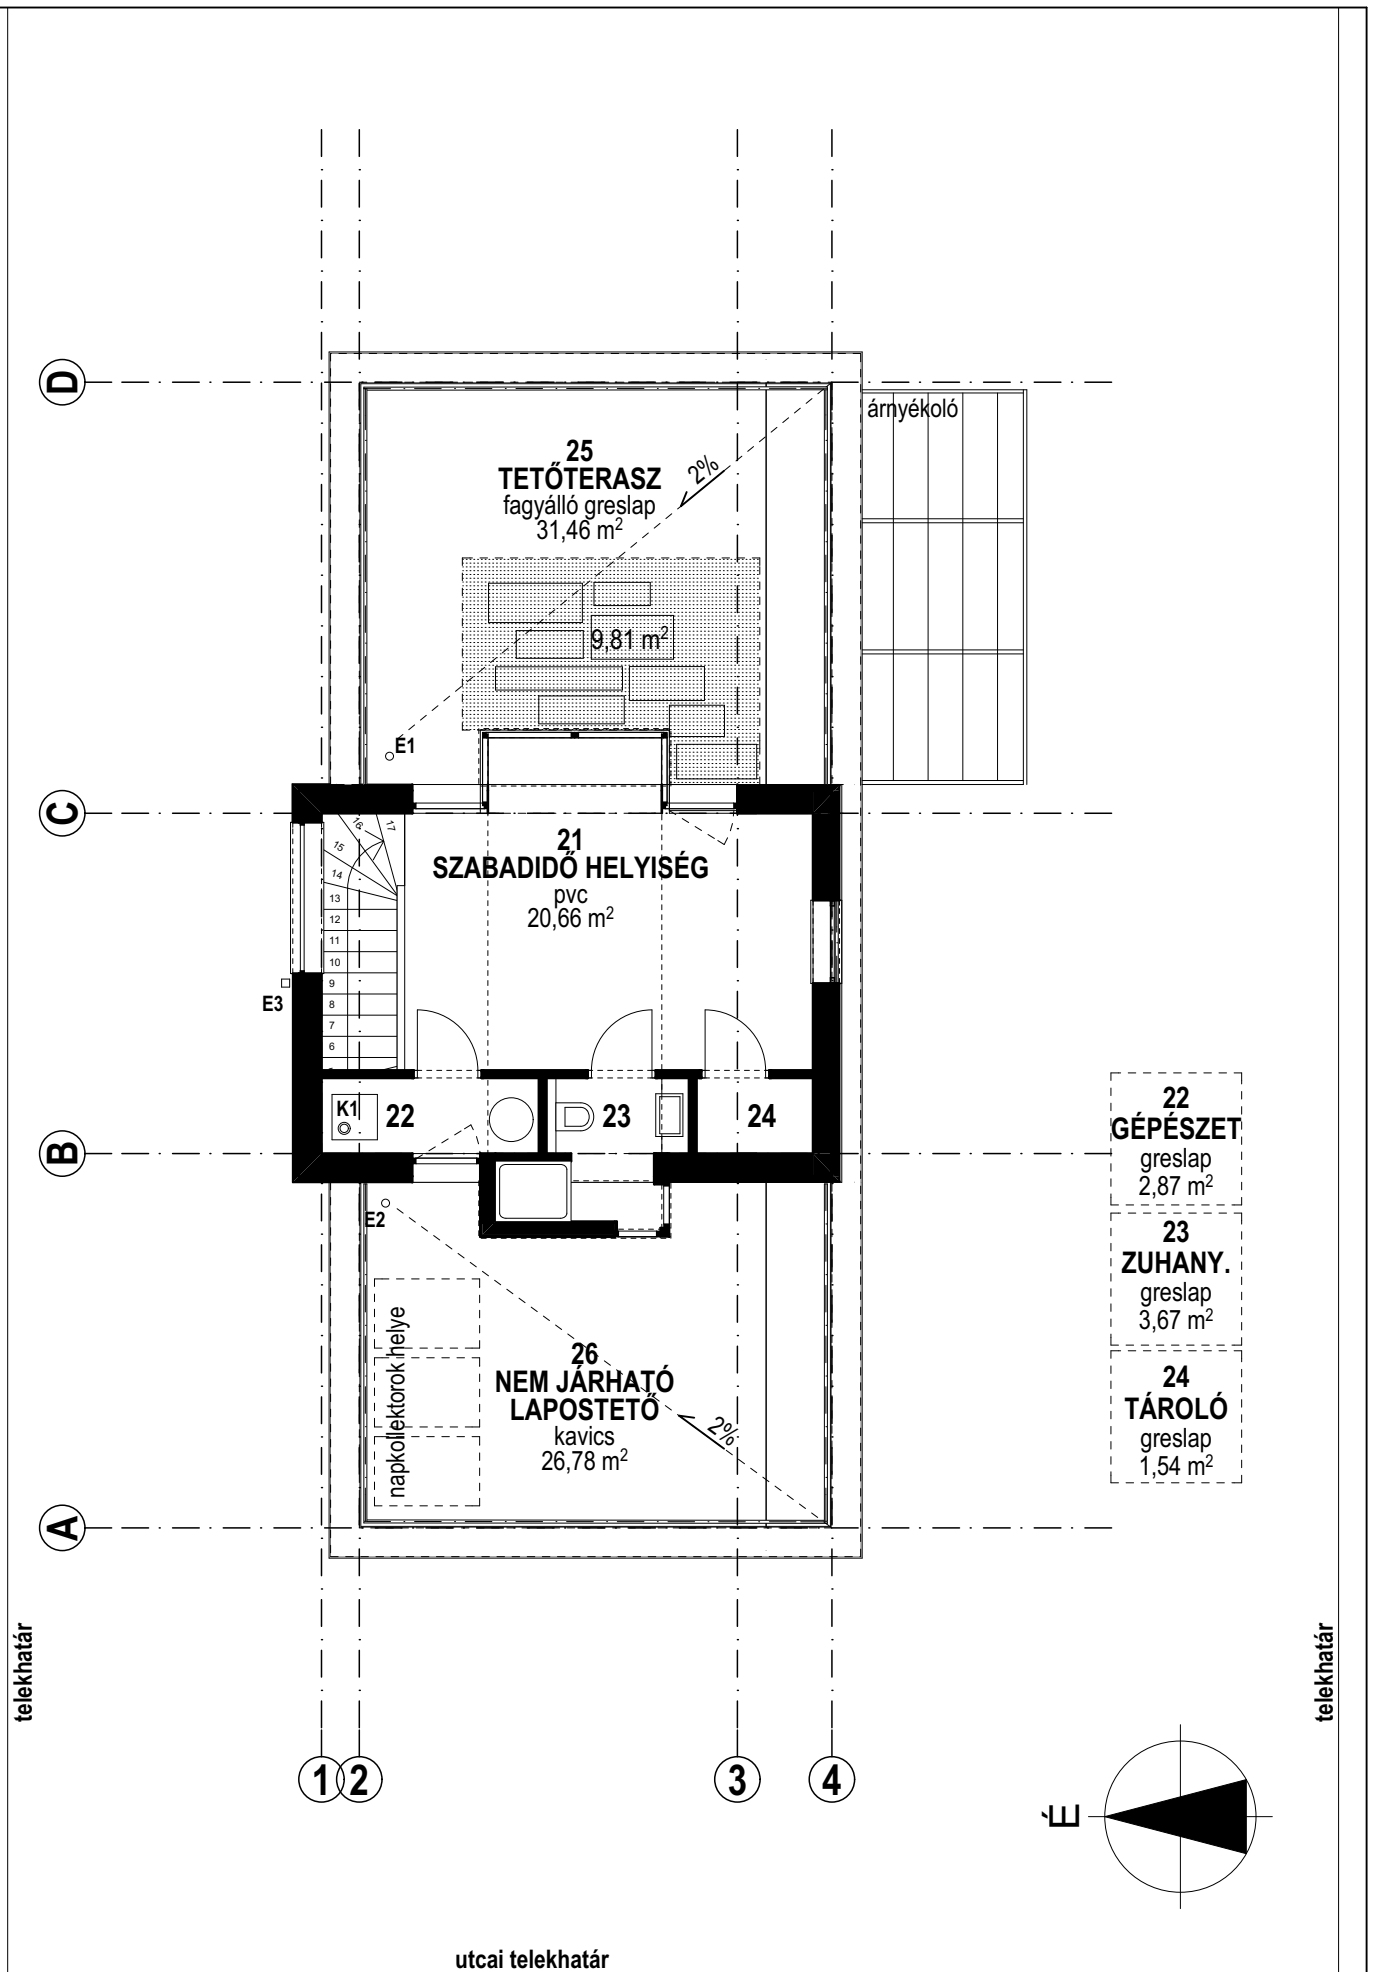 D
árnyékoló
25
TETŐTERASZ
fagyálló greslap
31,46 m²
2%
9,81 m²
E1
C
17
16
15
14
13
12
11
10
9
8
7
6
21
SZABADIDŐ HELYISÉG
pvc
20,66 m²
E3
K1
22
23
24
B
E2
22
GÉPÉSZET
greslap
2,87 m²
23
ZUHANY.
greslap
3,67 m²
24
TÁROLÓ
greslap
1,54 m²
napkollektorok helye
26
NEM JÁRHATÓ
LAPOSTETŐ
kavics
26,78 m²
2%
A
telekhatár
telekhatár
1
2
3
4
É
utcai telekhatár